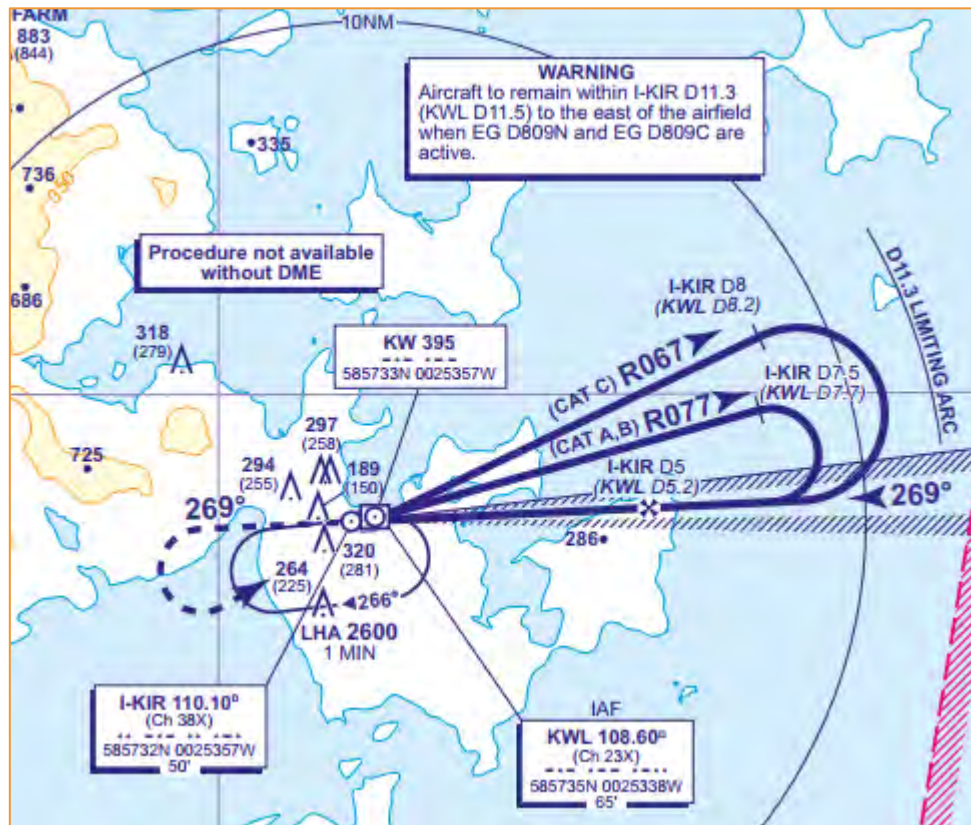 FARM
883
(844)
10NM
WARNING
Aircraft to remain within I-KIR D11.3
(KWL D11.5) to the east of the airfield
when EG D809N and EG D809C are
active.
335
736
Procedure not available
without DME
686
D11.3 LIMITING ARC
I-KIR D8
(KWL D8.2)
318
(279)
KW 395
585733N 0025357W
(CAT C) R067
I-KIR D7.5
(KWL D7.7)
(CAT A,B) R077
297
(258)
725
294
(255)
189
(150)
I-KIR D5
(KWL D5.2)
269°
269°
286
320
(281)
264
(225)
266°
LHA 2600
1 MIN
I-KIR 110.10D
(Ch 38X)
585732N 0025357W
50'
IAF
KWL 108.60D
(Ch 23X)
585735N 0025338W
65'